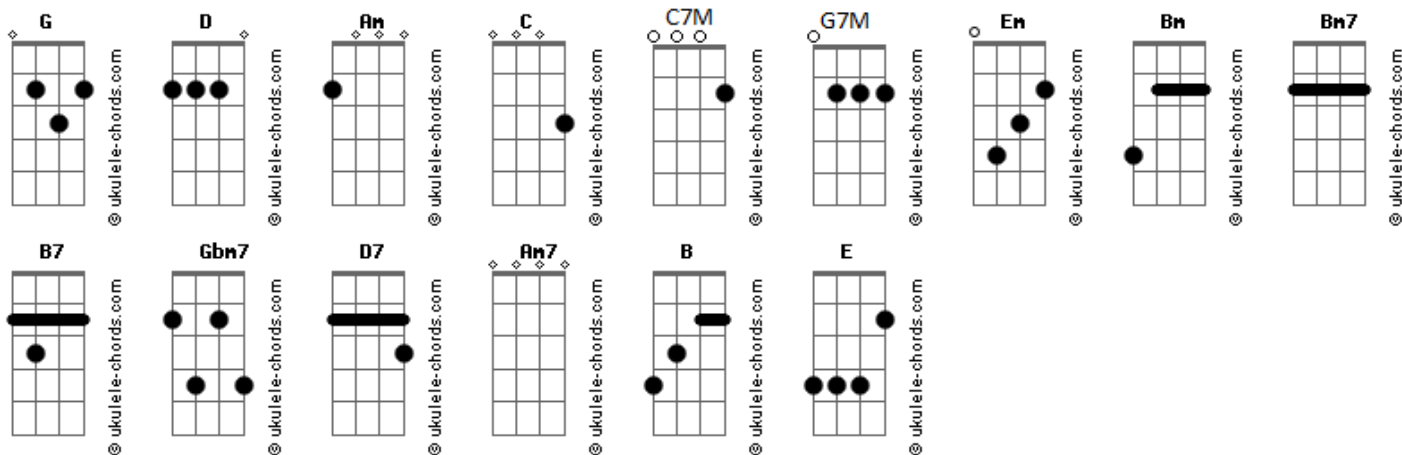 G D Am C C7M G7M Em Bm Bm7
© ukulele-chords.com © ukulele-chords.com © ukulele-chords.com © ukulele-chords.com © ukulele-chords.com © ukulele-chords.com © ukulele-chords.com © ukulele-chords.com © ukulele-chords.com
B7 Gbm7 D7 Am7 B E
© ukulele-chords.com © ukulele-chords.com © ukulele-chords.com © ukulele-chords.com © ukulele-chords.com © ukulele-chords.com